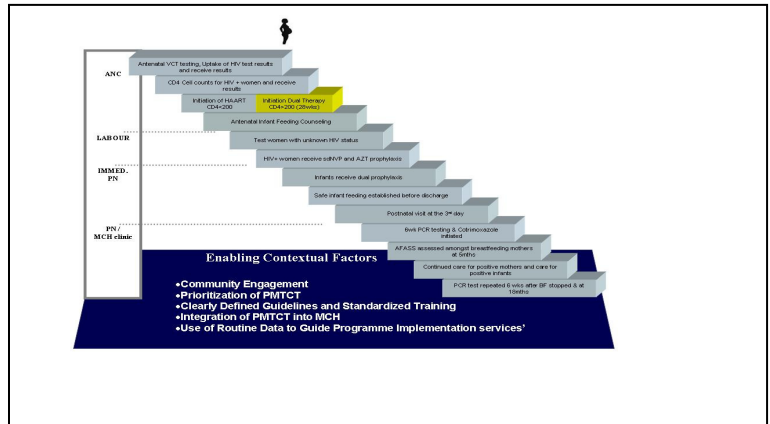 ANC
Antenatal VCT testing, Uptake of HIV test results
and receive results
CD4 Cell counts for HIV + women and receive
results
Initiation of HAART
CD4<200
Initiation Dual Therapy
CD4<200 (28wks)
Antenatal Infant Feeding Counseling
LABOUR
Test women with unknown HIV status
HIV+ women receive sdNVP and AZT prophylaxis
IMMED.
PN
Infants receive dual prophylaxis
Safe infant feeding established before discharge
Postnatal visit at the 3rd day
PN /
MCH clinic
6wk PCR testing & Cotrimoxazole
initiated
AFASS assessed amongst breastfeeding mothers
at 5mths
Continued care for positive mothers and care for
positive infants
PCR test repeated 6 wks after BF stopped & at
18mths
Enabling Contextual Factors
•Community Engagement
•Prioritization of PMTCT
•Clearly Defined Guidelines and Standardized Training
•Integration of PMTCT into MCH
•Use of Routine Data to Guide Programme Implementation services’